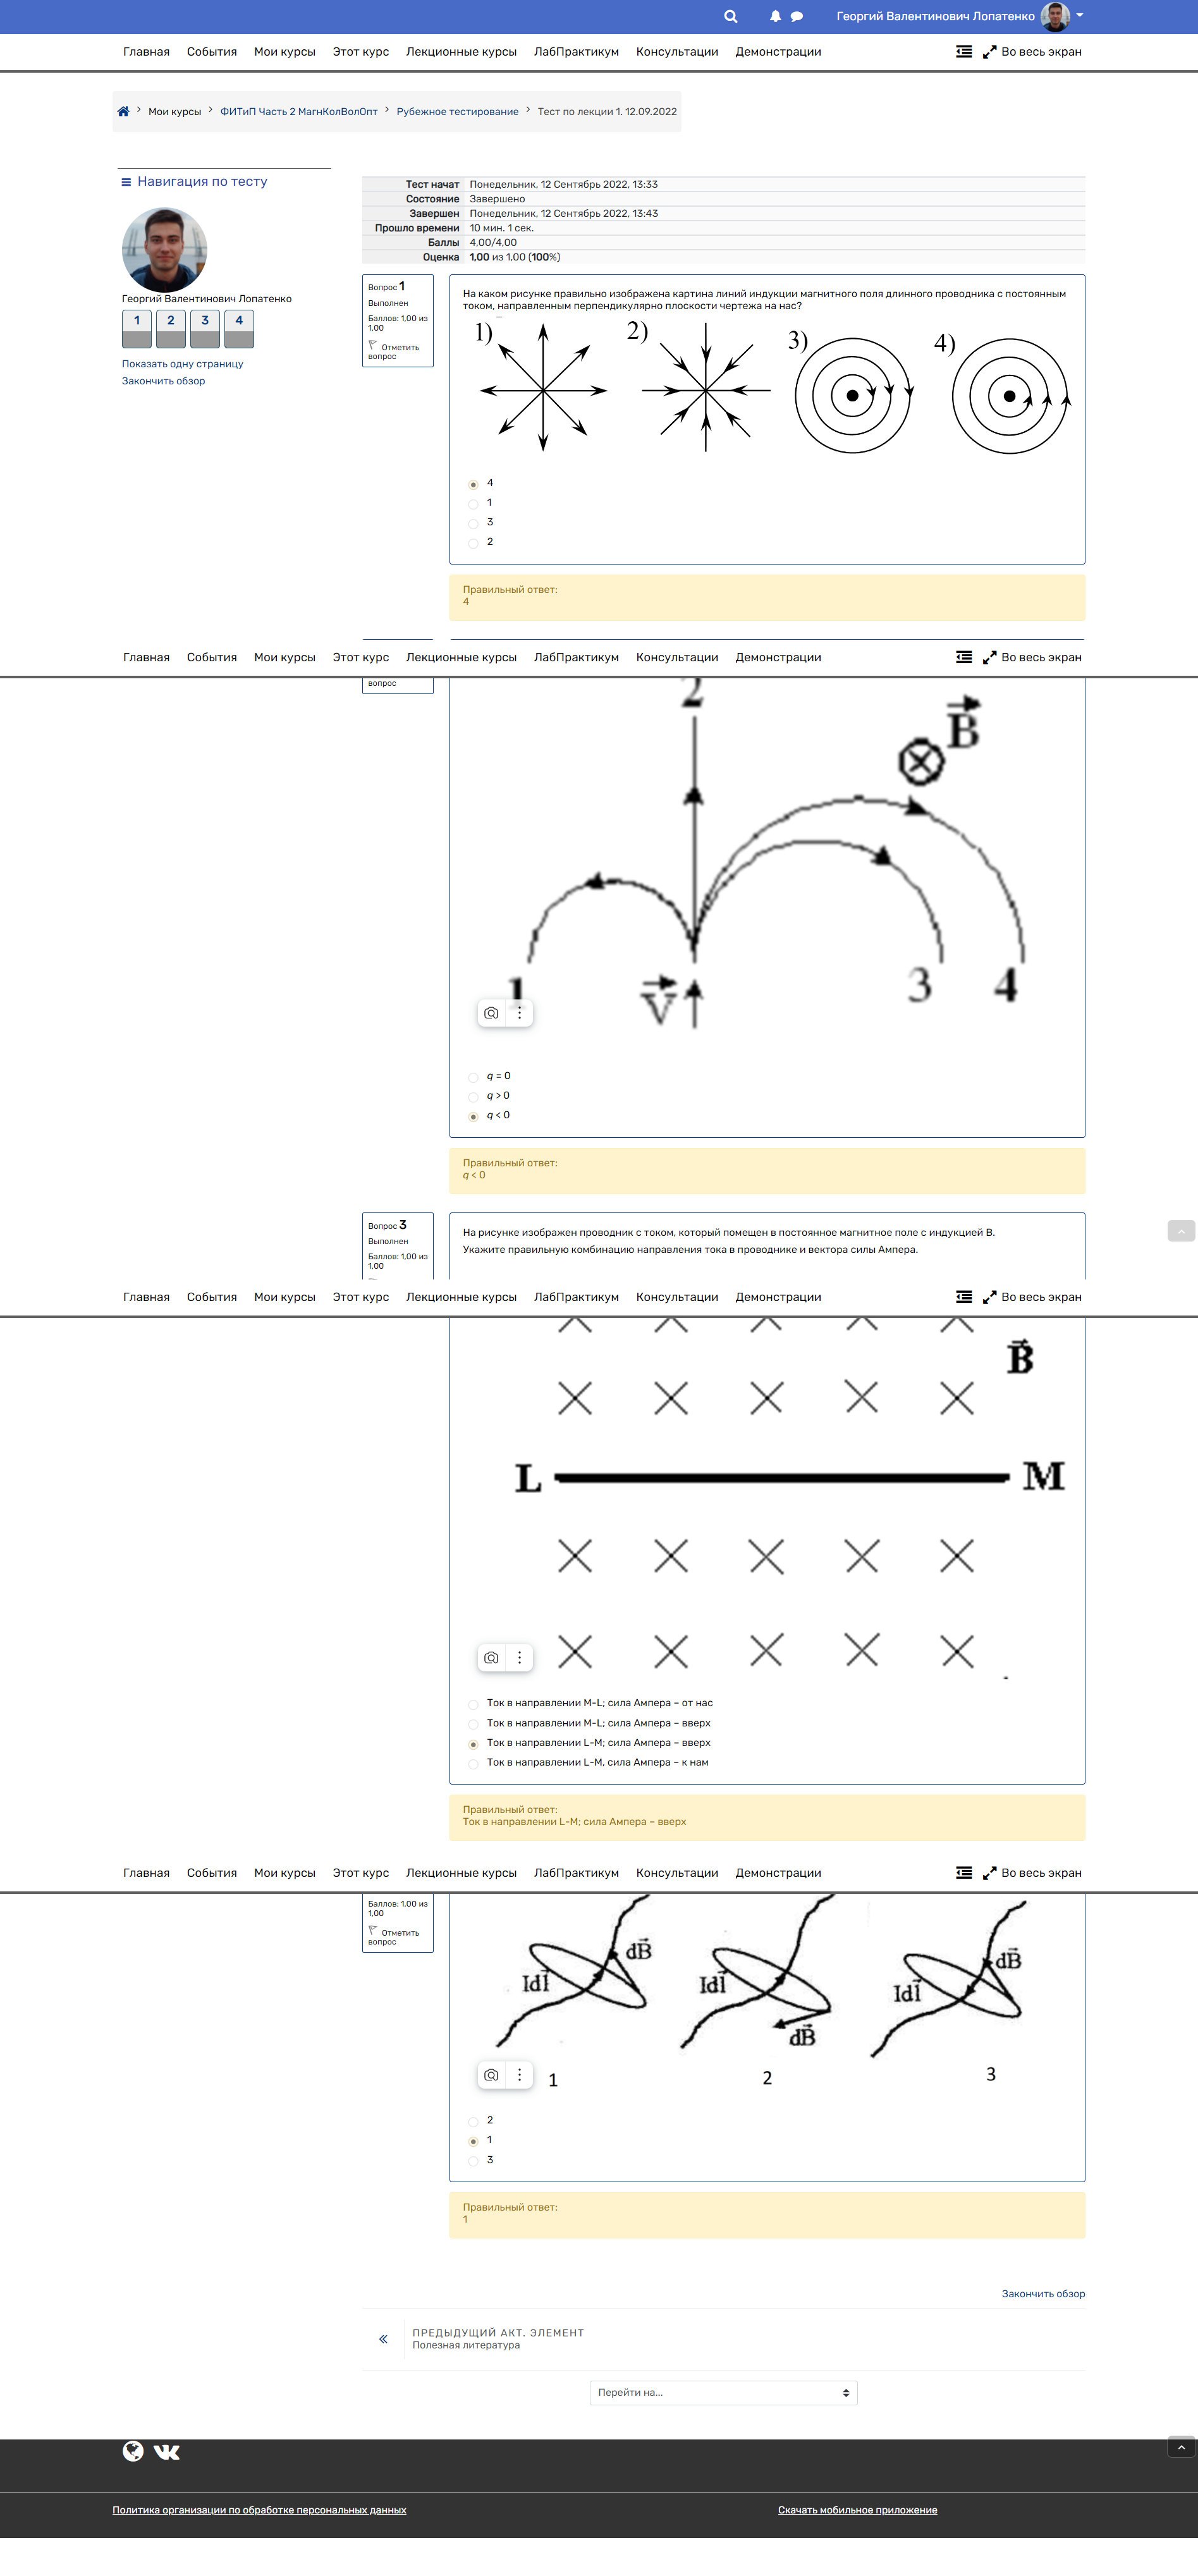 Георгий Валентинович Лопатенко
Главная События Мои курсы Этот курс Лекционные курсы ЛабПрактикум Консультации Демонстрации Во весь экран
Мои курсы › ФИТиП Часть 2 МагнКолВолОпт › Рубежное тестирование › Тест по лекции 1. 12.09.2022
Навигация по тесту
Георгий Валентинович Лопатенко
1 2 3 4
Показать одну страницу
Закончить обзор
Тест начат Понедельник, 12 Сентябрь 2022, 13:33
Состояние Завершено
Завершен Понедельник, 12 Сентябрь 2022, 13:43
Прошло времени 10 мин. 1 сек.
Баллы 4,00/4,00
Оценка 1,00 из 1,00 (100%)
Вопрос 1
Выполнен
Баллов: 1,00 из
1,00
Отметить
вопрос
На каком рисунке правильно изображена картина линий индукции магнитного поля длинного проводника с постоянным
током, направленным перпендикулярно плоскости чертежа на нас?
1) 2) 3) 4)
4
1
3
2
Правильный ответ:
4
Главная События Мои курсы Этот курс Лекционные курсы ЛабПрактикум Консультации Демонстрации Во весь экран
вопрос
2
B
1
V
3
4
q = 0
q > 0
q < 0
Правильный ответ:
q < 0
Вопрос 3
Выполнен
Баллов: 1,00 из
1,00
На рисунке изображен проводник с током, который помещен в постоянное магнитное поле с индукцией В.
Укажите правильную комбинацию направления тока в проводнике и вектора силы Ампера.
Главная События Мои курсы Этот курс Лекционные курсы ЛабПрактикум Консультации Демонстрации Во весь экран
B
L M
Ток в направлении M-L; сила Ампера – от нас
Ток в направлении M-L; сила Ампера – вверх
Ток в направлении L-M; сила Ампера – вверх
Ток в направлении L-M, сила Ампера – к нам
Правильный ответ:
Ток в направлении L-M; сила Ампера – вверх
Главная События Мои курсы Этот курс Лекционные курсы ЛабПрактикум Консультации Демонстрации Во весь экран
Баллов: 1,00 из
1,00
Отметить
вопрос
Idl dB
Idl dB
Idl dB
1 2 3
2
1
3
Правильный ответ:
1
Закончить обзор
ПРЕДЫДУЩИЙ АКТ. ЭЛЕМЕНТ
Полезная литература
Перейти на...
Политика организации по обработке персональных данных
Скачать мобильное приложение